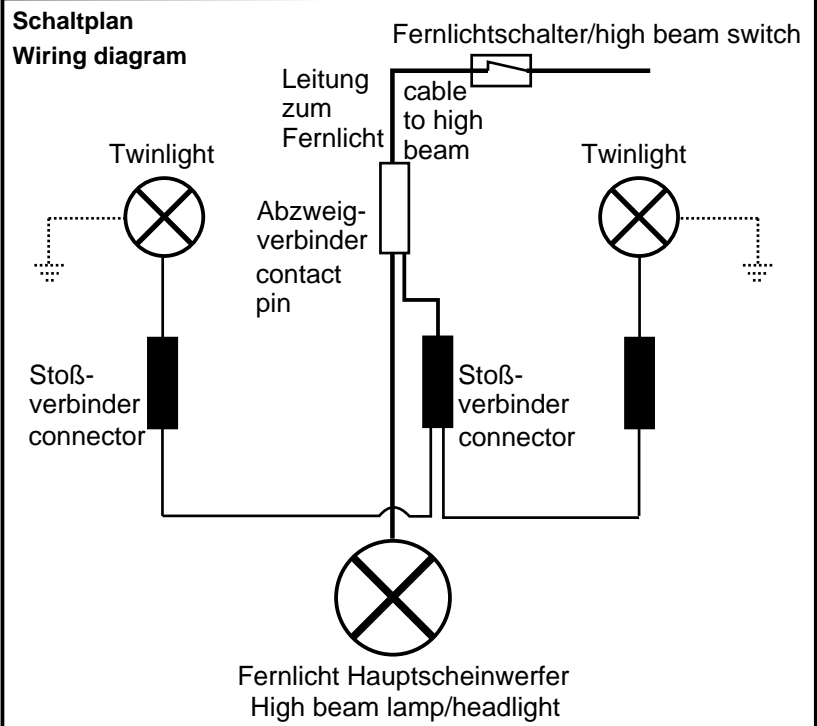 Schaltplan
Wiring diagram
Fernlichtschalter/high beam switch
Leitung
zum
Fernlicht
cable
to high
beam
Twinlight
Twinlight
Abzweig-
verbinder
contact
pin
Stoß-
verbinder
connector
Stoß-
verbinder
connector
Fernlicht Hauptscheinwerfer
High beam lamp/headlight